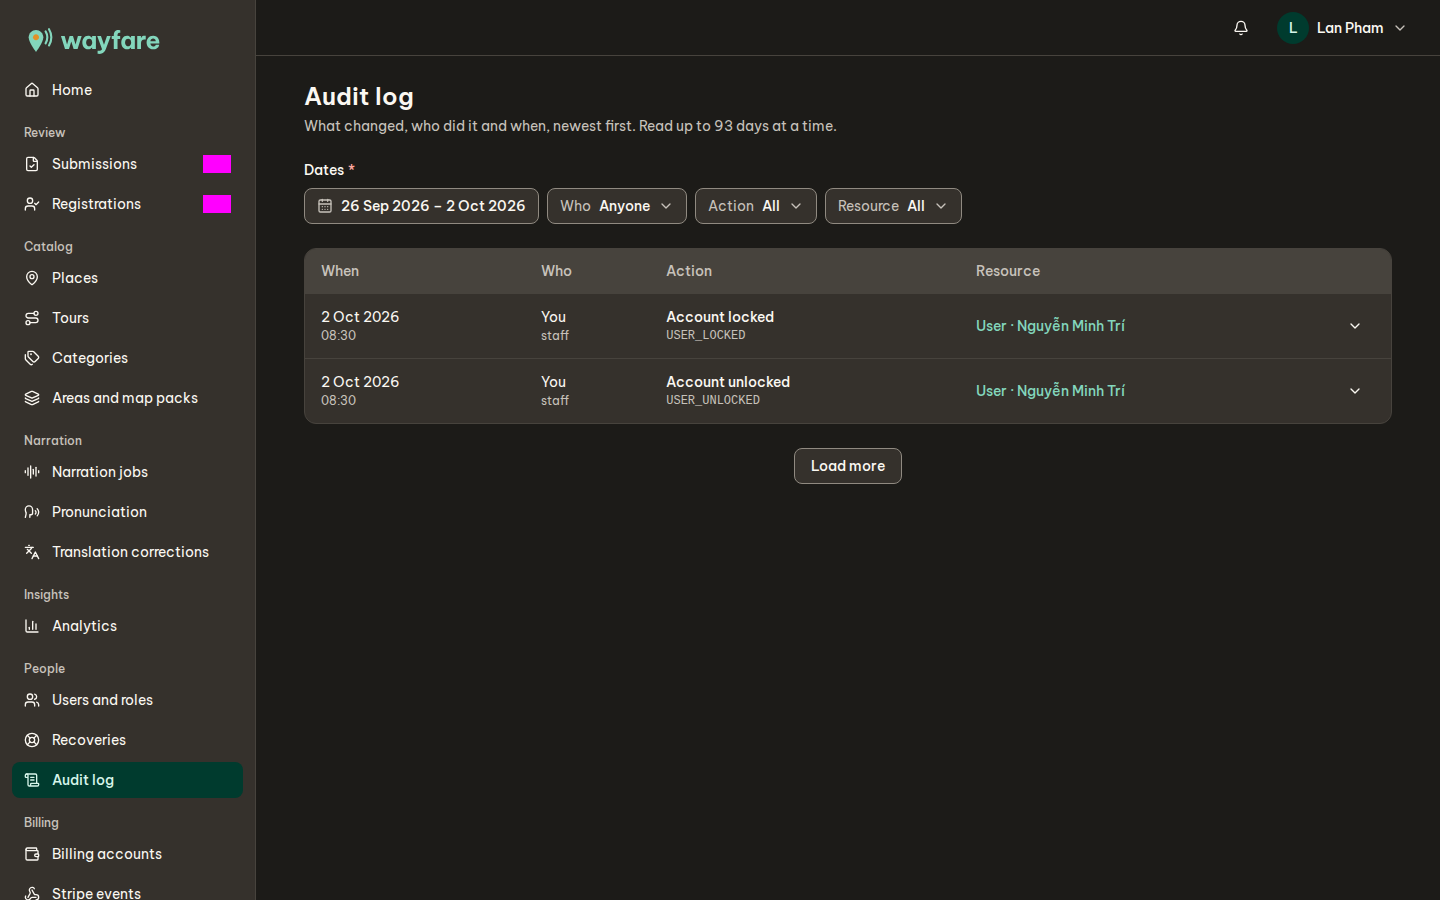 wayfare
Home
Review
Submissions
Registrations
Catalog
Places
Tours
Categories
Areas and map packs
Narration
Narration jobs
Pronunciation
Translation corrections
Insights
Analytics
People
Users and roles
Recoveries
Audit log
Billing
Billing accounts
Stripe events
L Lan Pham
Audit log
What changed, who did it and when, newest first. Read up to 93 days at a time.
Dates *
26 Sep 2026 – 2 Oct 2026 Who Anyone Action All Resource All
When Who Action Resource
2 Oct 2026 You Account locked User · Nguyễn Minh Trí
08:30 staff USER_LOCKED
2 Oct 2026 You Account unlocked User · Nguyễn Minh Trí
08:30 staff USER_UNLOCKED
Load more